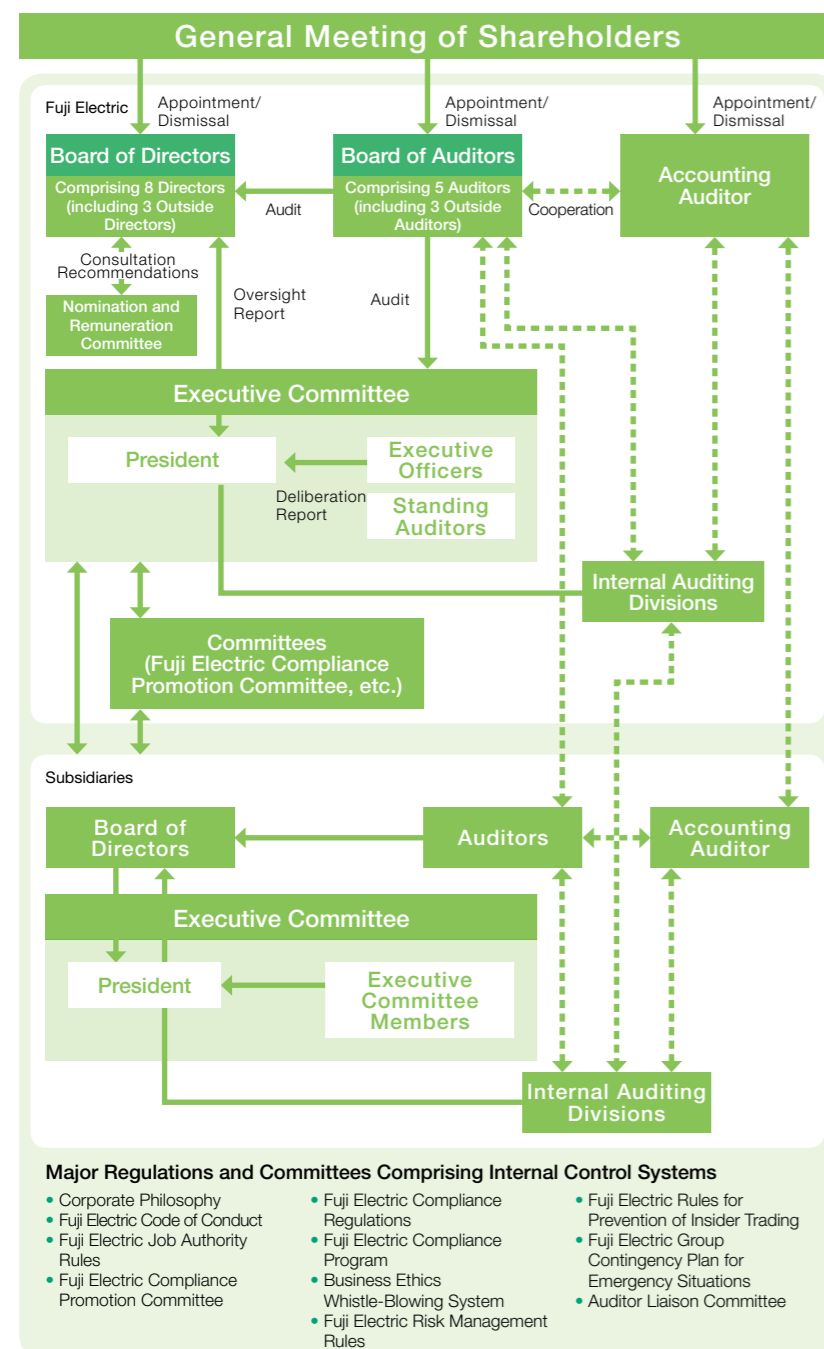 General Meeting of Shareholders
Fuji Electric
Appointment/
Dismissal
Appointment/
Dismissal
Appointment/
Dismissal
Board of Directors
Comprising 8 Directors
(including 3 Outside
Directors)
Audit
Board of Auditors
Comprising 5 Auditors
(including 3 Outside
Auditors)
Cooperation
Accounting
Auditor
Consultation
Recommendations
Nomination and
Remuneration
Committee
Oversight
Report
Audit
Executive Committee
President
Executive
Officers
Deliberation
Report
Standing
Auditors
Internal Auditing
Divisions
Committees
(Fuji Electric Compliance
Promotion Committee, etc.)
Subsidiaries
Board of
Directors
Auditors
Accounting
Auditor
Executive Committee
President
Executive
Committee
Members
Internal Auditing
Divisions
Major Regulations and Committees Comprising Internal Control Systems
• Corporate Philosophy
• Fuji Electric Code of Conduct
• Fuji Electric Job Authority
Rules
• Fuji Electric Compliance
Promotion Committee
• Fuji Electric Compliance
Regulations
• Fuji Electric Compliance
Program
• Business Ethics
Whistle-Blowing System
• Fuji Electric Risk Management
Rules
• Fuji Electric Rules for
Prevention of Insider Trading
• Fuji Electric Group
Contingency Plan for
Emergency Situations
• Auditor Liaison Committee